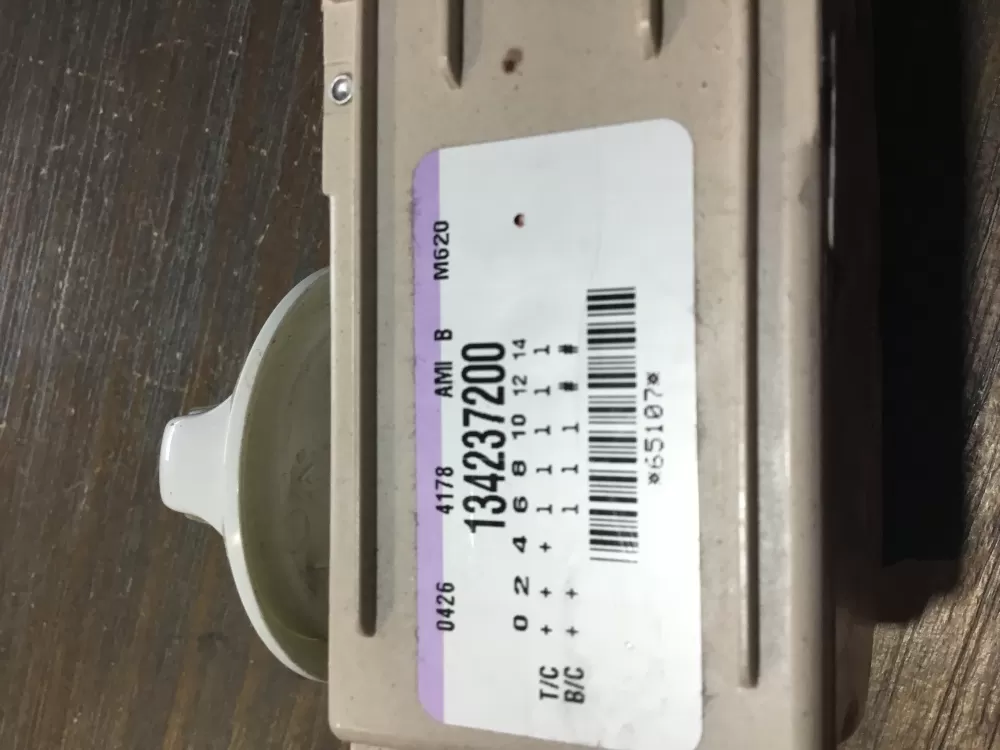 0426 4178 AMI B M620
134237200
0 2 4 6 8 10 12 14
T/C + + + 1 1 1 1 1
B/C + + 1 1 1 # #
*65107*